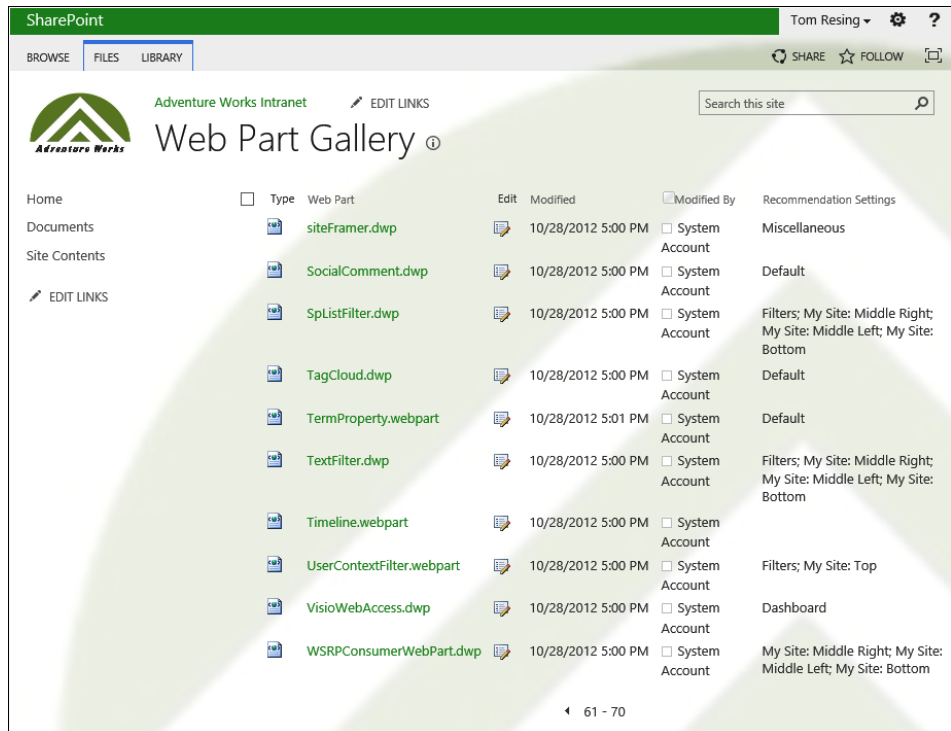 SharePoint
Tom Resing
?
BROWSE FILES LIBRARY
SHARE FOLLOW
Adventure Works
Adventure Works Intranet
EDIT LINKS
Search this site
Web Part Gallery
Home
Documents
Site Contents
EDIT LINKS
Type Web Part Edit Modified Modified By Recommendation Settings
siteFramer.dwp 10/28/2012 5:00 PM System Miscellaneous
Account
SocialComment.dwp 10/28/2012 5:00 PM System Default
Account
SpListFilter.dwp 10/28/2012 5:00 PM System Filters; My Site: Middle Right;
Account My Site: Middle Left; My Site:
Bottom
TagCloud.dwp 10/28/2012 5:00 PM System Default
Account
TermProperty.webpart 10/28/2012 5:01 PM System Default
Account
TextFilter.dwp 10/28/2012 5:00 PM System Filters; My Site: Middle Right;
Account My Site: Middle Left; My Site:
Bottom
Timeline.webpart 10/28/2012 5:00 PM System
Account
UserContextFilter.webpart 10/28/2012 5:00 PM System Filters; My Site: Top
Account
VisioWebAccess.dwp 10/28/2012 5:00 PM System Dashboard
Account
WSRPConsumerWebPart.dwp 10/28/2012 5:00 PM System My Site: Middle Right; My Site:
Account Middle Left; My Site: Bottom
61 - 70